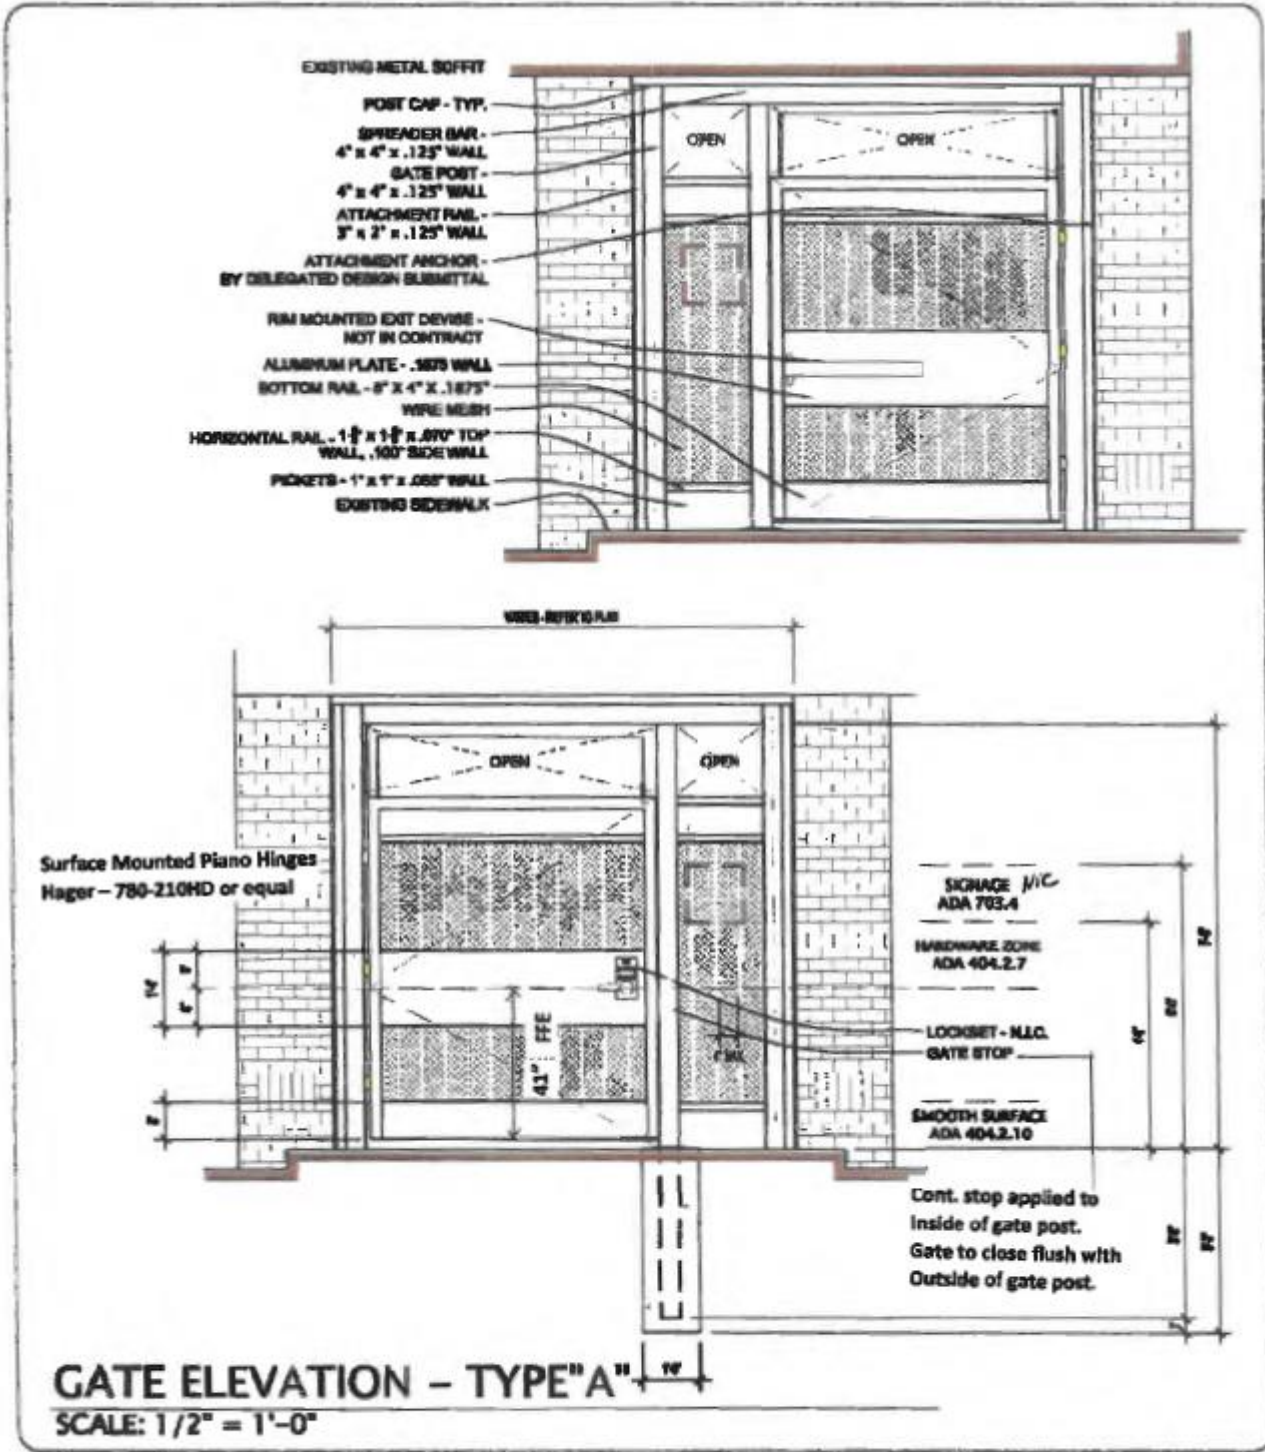 EXISTING METAL SOFFIT
POST CAP - TYP.
SPREADER BAR -
4" x 4" x .125" WALL
GATE POST -
4" x 4" x .125" WALL
ATTACHMENT RAIL -
3" x 2" x .125" WALL
ATTACHMENT ANCHOR -
BY DELEGATED DESIGN SUBMITTAL
RIM MOUNTED EXIT DEVISE -
NOT IN CONTRACT
ALUMINUM PLATE - .1875 WALL
BOTTOM RAIL - 8" X 4" X .1875"
WIRE MESH
HORIZONTAL RAIL - x .070" TOP
WALL, .100" SIDE WALL
PICKETS - 1" x 1" x WALL
EXISTING SIDEWALK
OPEN
OPEN
VARIES - REFER TO PLAN
OPEN
OPEN
Surface Mounted Piano Hinges
Hager – 780-210HD or equal
41" FFE
SIGNAGE NIC
ADA 703.4
HARDWARE ZONE
ADA 404.2.7
LOCKSET - N.I.C.
GATE STOP
SMOOTH SURFACE
ADA 404.2.10
Cont. stop applied to
Inside of gate post.
Gate to close flush with
Outside of gate post.
GATE ELEVATION – TYPE"A"
SCALE: 1/2" = 1'-0"